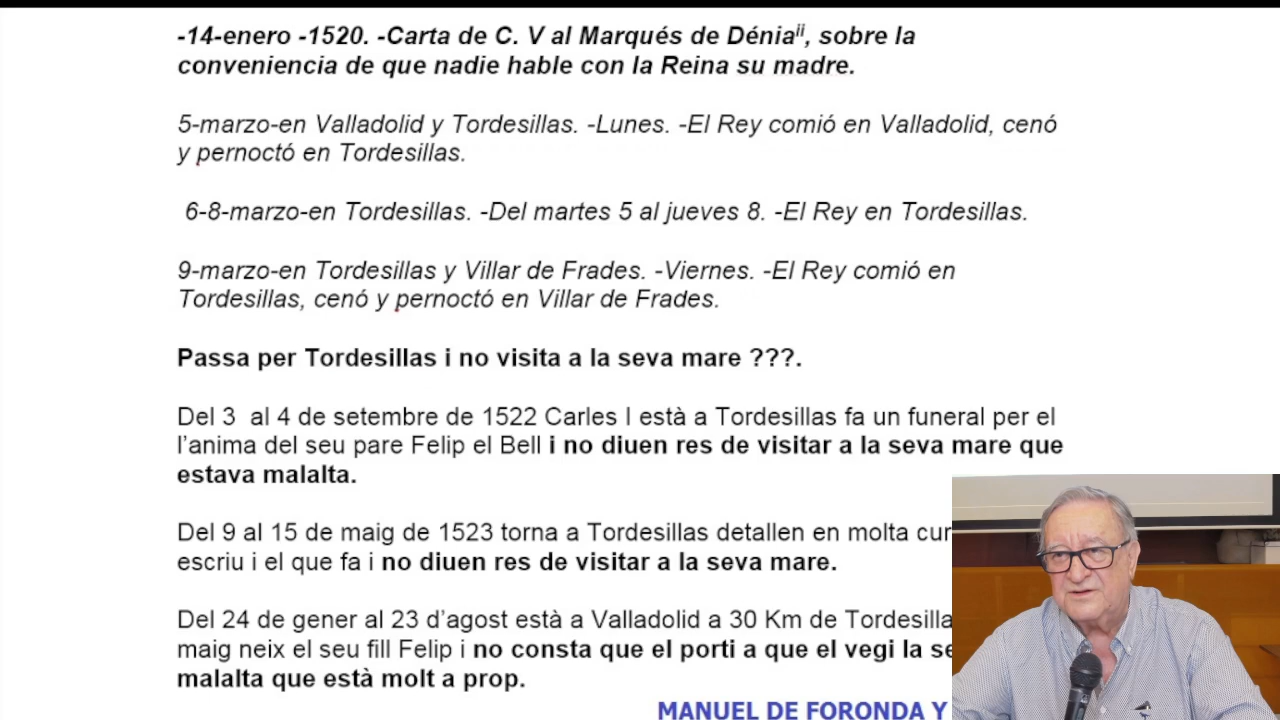 -14-enero -1520. -Carta de C. V al Marqués de Déniaii, sobre la
conveniencia de que nadie hable con la Reina su madre.
5-marzo-en Valladolid y Tordesillas. -Lunes. -El Rey comió en Valladolid, cenó
y pernoctó en Tordesillas.
6-8-marzo-en Tordesillas. -Del martes 5 al jueves 8. -El Rey en Tordesillas.
9-marzo-en Tordesillas y Villar de Frades. -Viernes. -El Rey comió en
Tordesillas, cenó y pernoctó en Villar de Frades.
Passa per Tordesillas i no visita a la seva mare ???.
Del 3 al 4 de setembre de 1522 Carles I està a Tordesillas fa un funeral per el
l’anima del seu pare Felip el Bell i no diuen res de visitar a la seva mare que
estava malalta.
Del 9 al 15 de maig de 1523 torna a Tordesillas detallen en molta
escriu i el que fa i no diuen res de visitar a la seva mare.
Del 24 de gener al 23 d’agost està a Valladolid a 30 Km de
maig neix el seu fill Felip i no consta que el porti a que el vegi la
malalta que està molt a prop.
MANUEL DE FORONDA Y